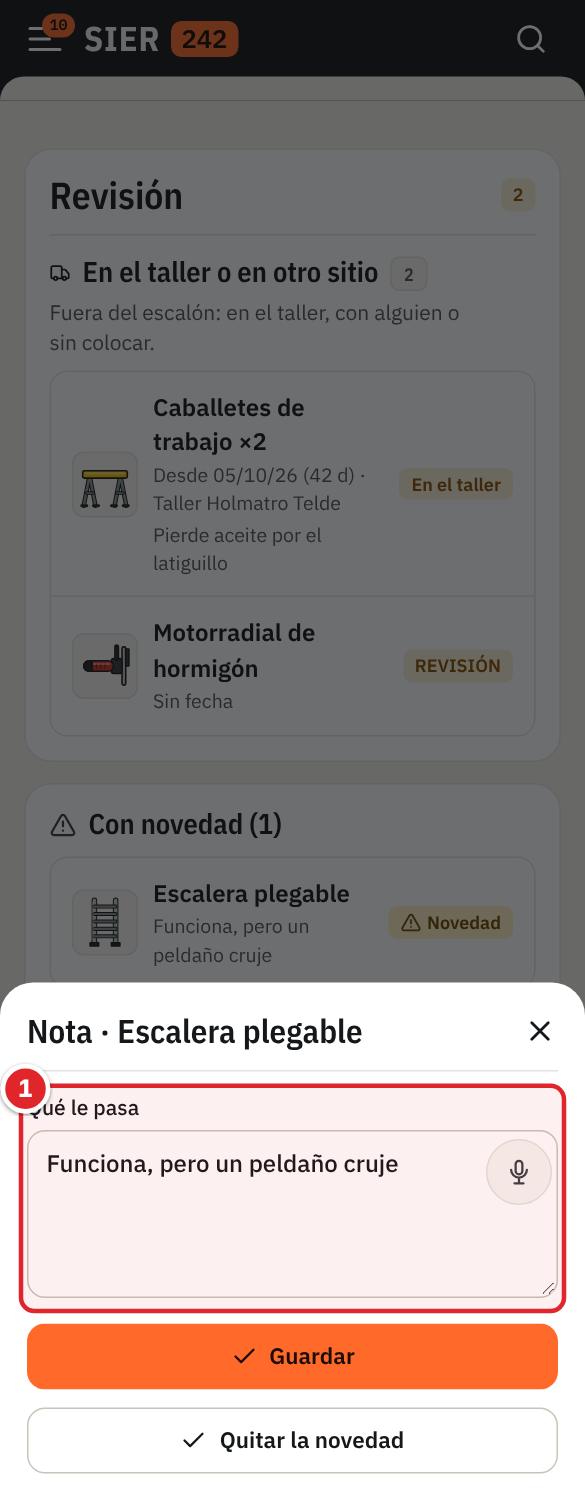 10
SIER 242
Revisión
2
En el taller o en otro sitio 2
Fuera del escalón: en el taller, con alguien o
sin colocar.
Caballetes de
trabajo ×2
Desde 05/10/26 (42 d) ·
Taller Holmatro Telde
Pierde aceite por el
latiguillo
En el taller
Motorradial de
hormigón
Sin fecha
REVISIÓN
Con novedad (1)
Escalera plegable
Funciona, pero un
peldaño cruje
Novedad
Nota · Escalera plegable
1
Qué le pasa
Funciona, pero un peldaño cruje
Guardar
Quitar la novedad